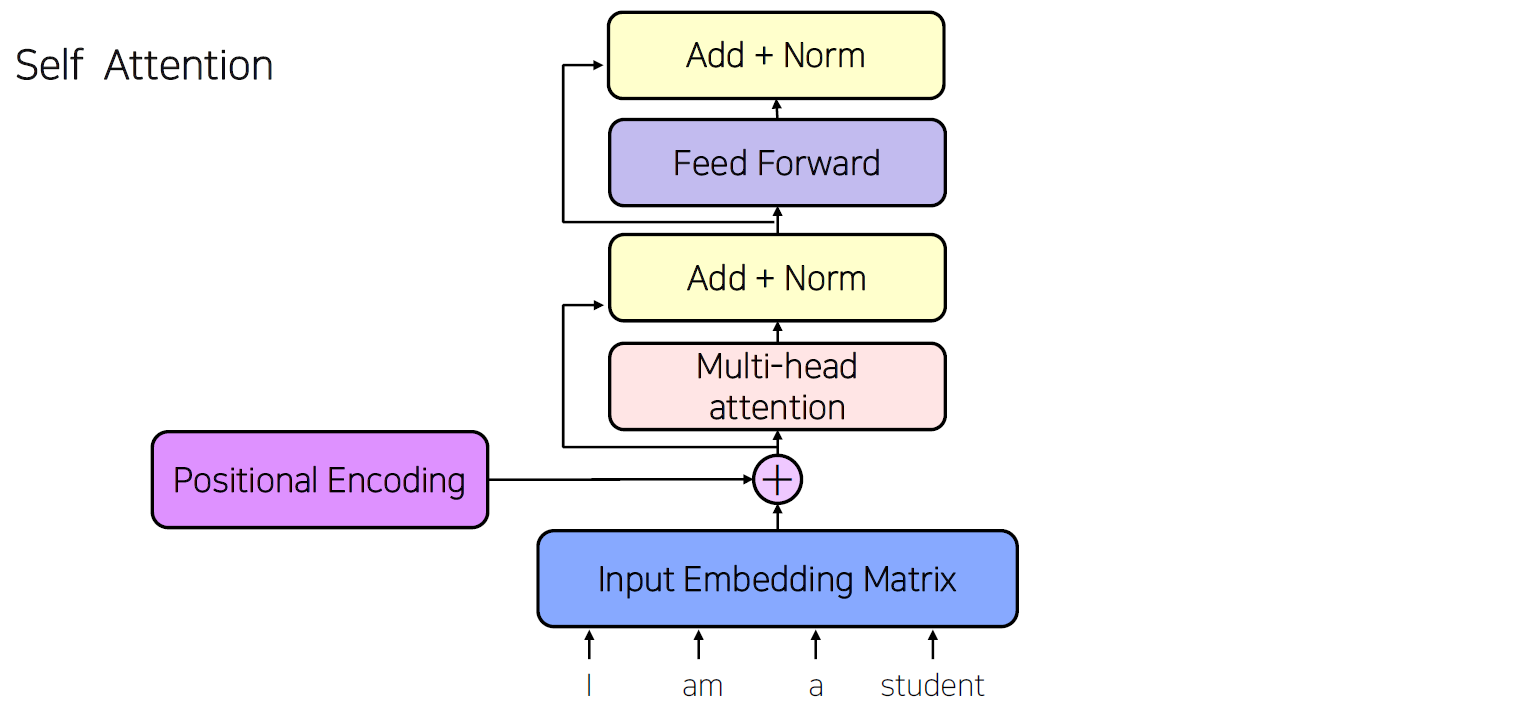 Self Attention
Add + Norm
Feed Forward
Add + Norm
Multi-head
attention
Positional Encoding
+
Input Embedding Matrix
I am a student